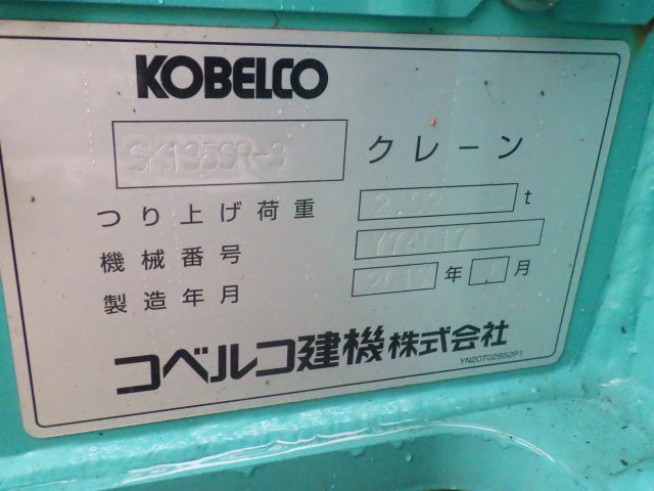 KOBELCO
SK135SR-3 クレーン
つり上げ荷重 t
機械番号
製造年月 年 月
コベルコ建機株式会社
YN20T02952P1